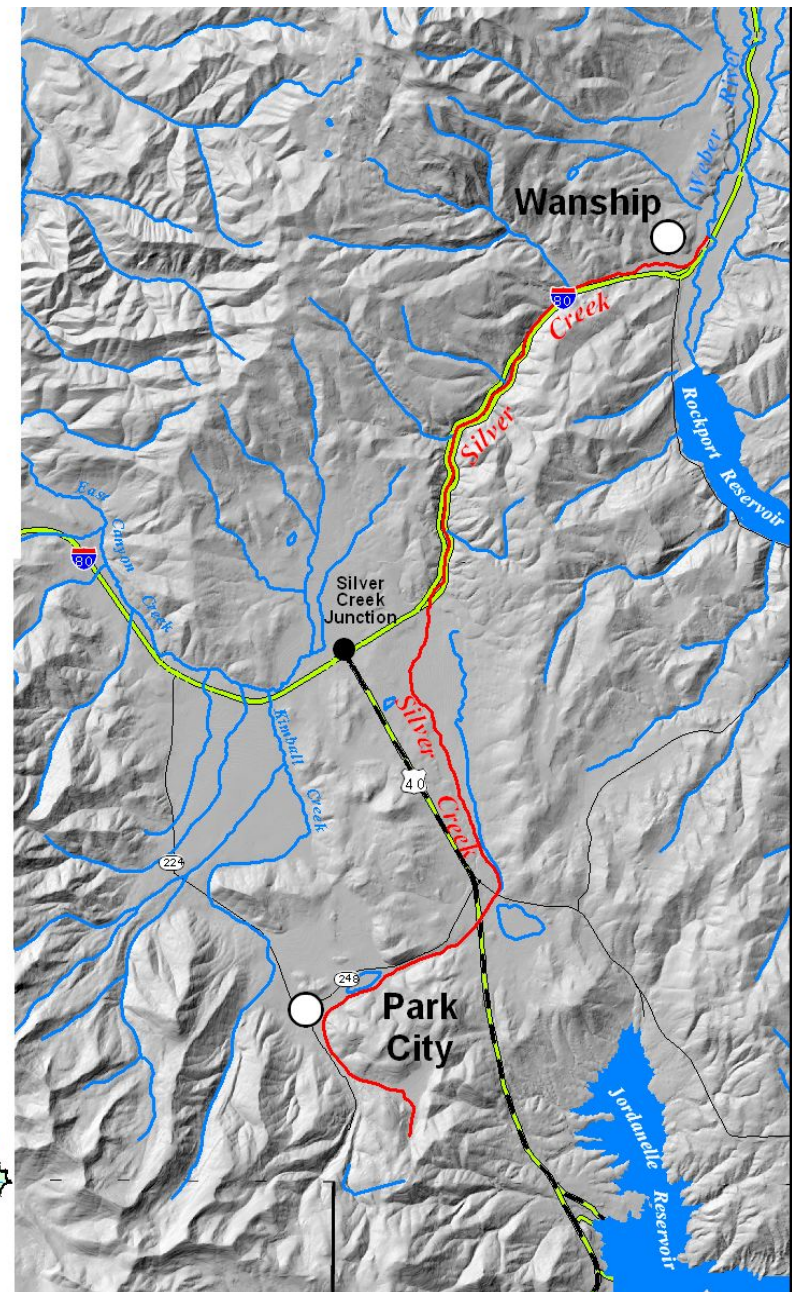 Weber River
Wanship
80
Silver Creek
Rockport Reservoir
East Canyon Creek
80
Silver
Creek
Junction
Silver Creek
Kimball Creek
40
224
248
Park
City
Jordanelle Reservoir